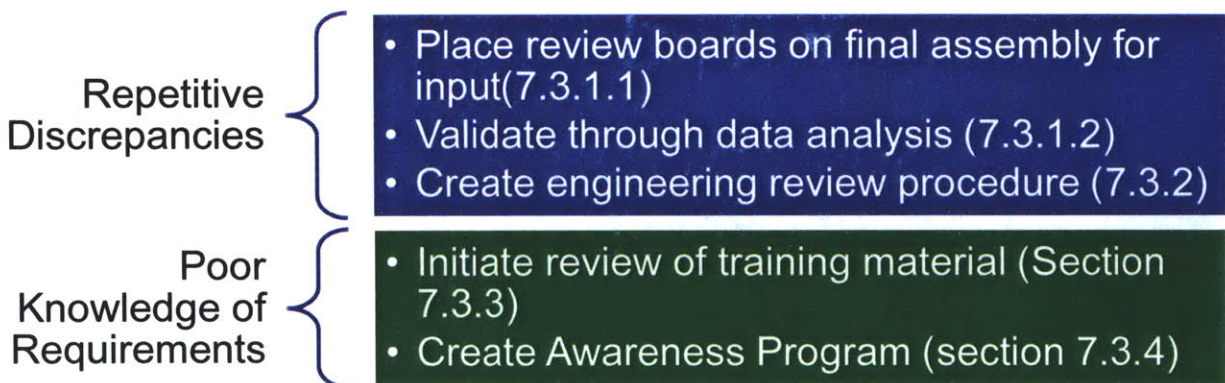 Repetitive
Discrepancies
• Place review boards on final assembly for
input(7.3.1.1)
• Validate through data analysis (7.3.1.2)
• Create engineering review procedure (7.3.2)
Poor
Knowledge of
Requirements
• Initiate review of training material (Section
7.3.3)
• Create Awareness Program (section 7.3.4)